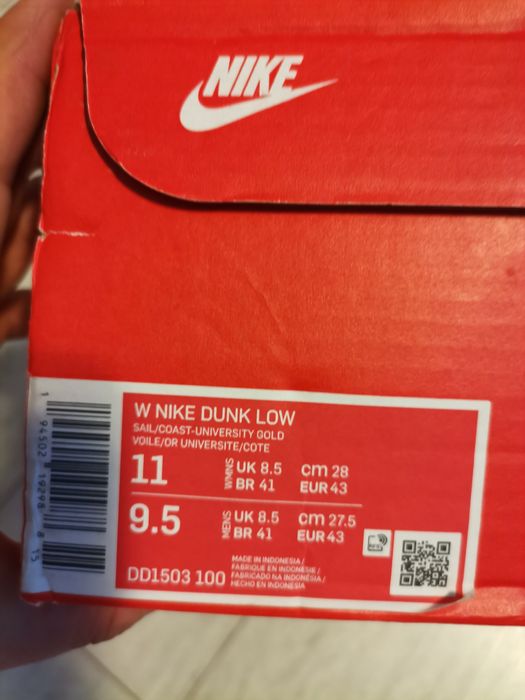 NIKE
W NIKE DUNK LOW
SAIL/COAST-UNIVERSITY GOLD
VOILE/OR UNIVERSITE/COTE
11 WMNS UK 8.5 cm 28
BR 41 EUR 43
9.5 MENS UK 8.5 cm 27.5
BR 41 EUR 43
DD1503 100
MADE IN INDONESIA /
FABRIQUE EN INDONESIE /
FABRICADO NA INDONÉSIA /
HECHO EN INDONESIA